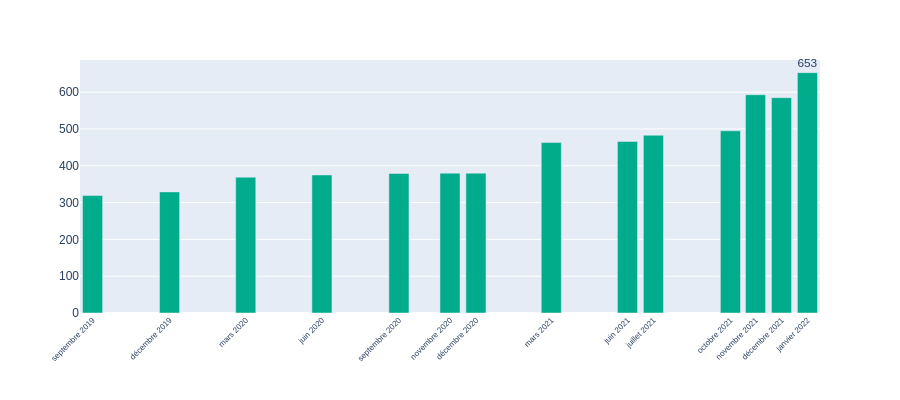 653
600
500
400
300
200
100
0
septembre 2019
décembre 2019
mars 2020
juin 2020
septembre 2020
novembre 2020
décembre 2020
mars 2021
juin 2021
juillet 2021
octobre 2021
novembre 2021
décembre 2021
janvier 2022